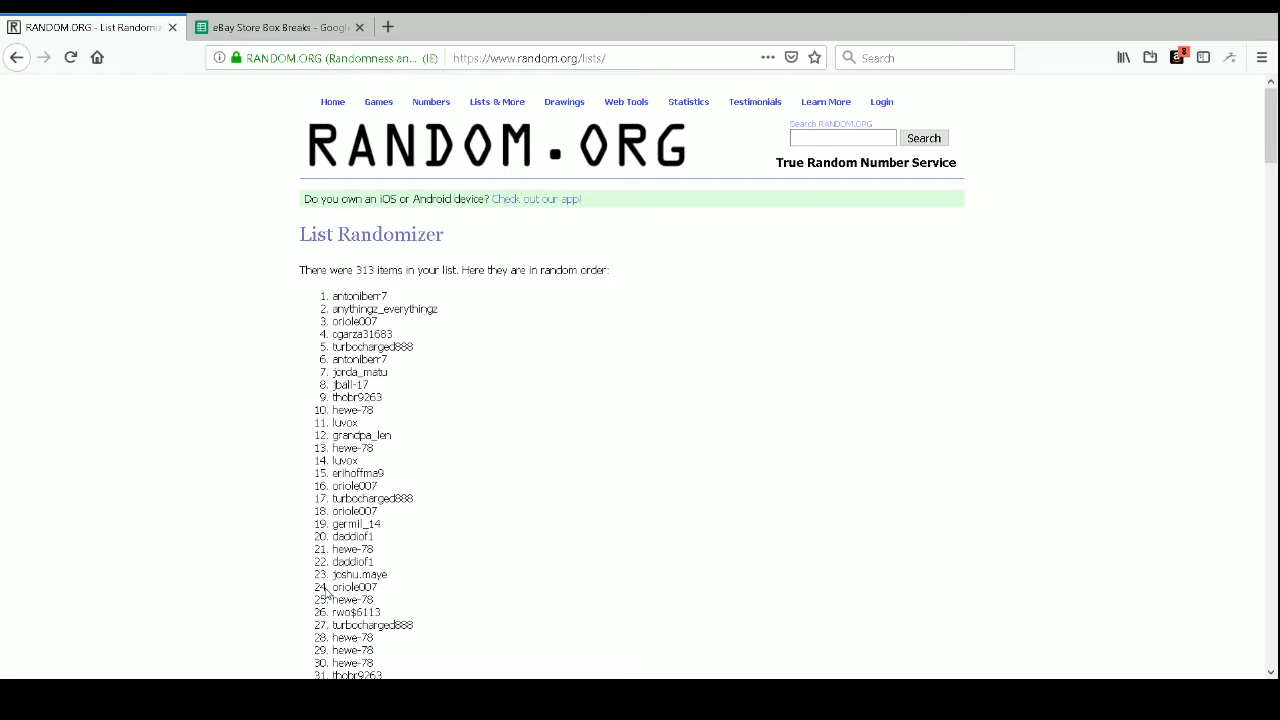 RANDOM.ORG - List Randomiz
eBay Store Box Breaks - Googl
RANDOM.ORG (Randomness an... (IE)
https://www.random.org/lists/
Search
8
Home Games Numbers Lists & More Drawings Web Tools Statistics Testimonials Learn More Login
RANDOM.ORG
Search RANDOM.ORG
Search
True Random Number Service
Do you own an iOS or Android device? Check out our app!
List Randomizer
There were 313 items in your list. Here they are in random order:
1. antoniberr7
2. anythingz_everythingz
3. oriole007
4. cgarza31683
5. turbocharged888
6. antoniberr7
7. jorda_matu
8. jball-17
9. thobr9263
10. hewe-78
11. luvox
12. grandpa_len
13. hewe-78
14. luvox
15. erihoffma9
16. oriole007
17. turbocharged888
18. oriole007
19. germil_14
20. daddiof1
21. hewe-78
22. daddiof1
23. joshu.maye
24. oriole007
25. hewe-78
26. rwo$6113
27. turbocharged888
28. hewe-78
29. hewe-78
30. hewe-78
31. thobr9263